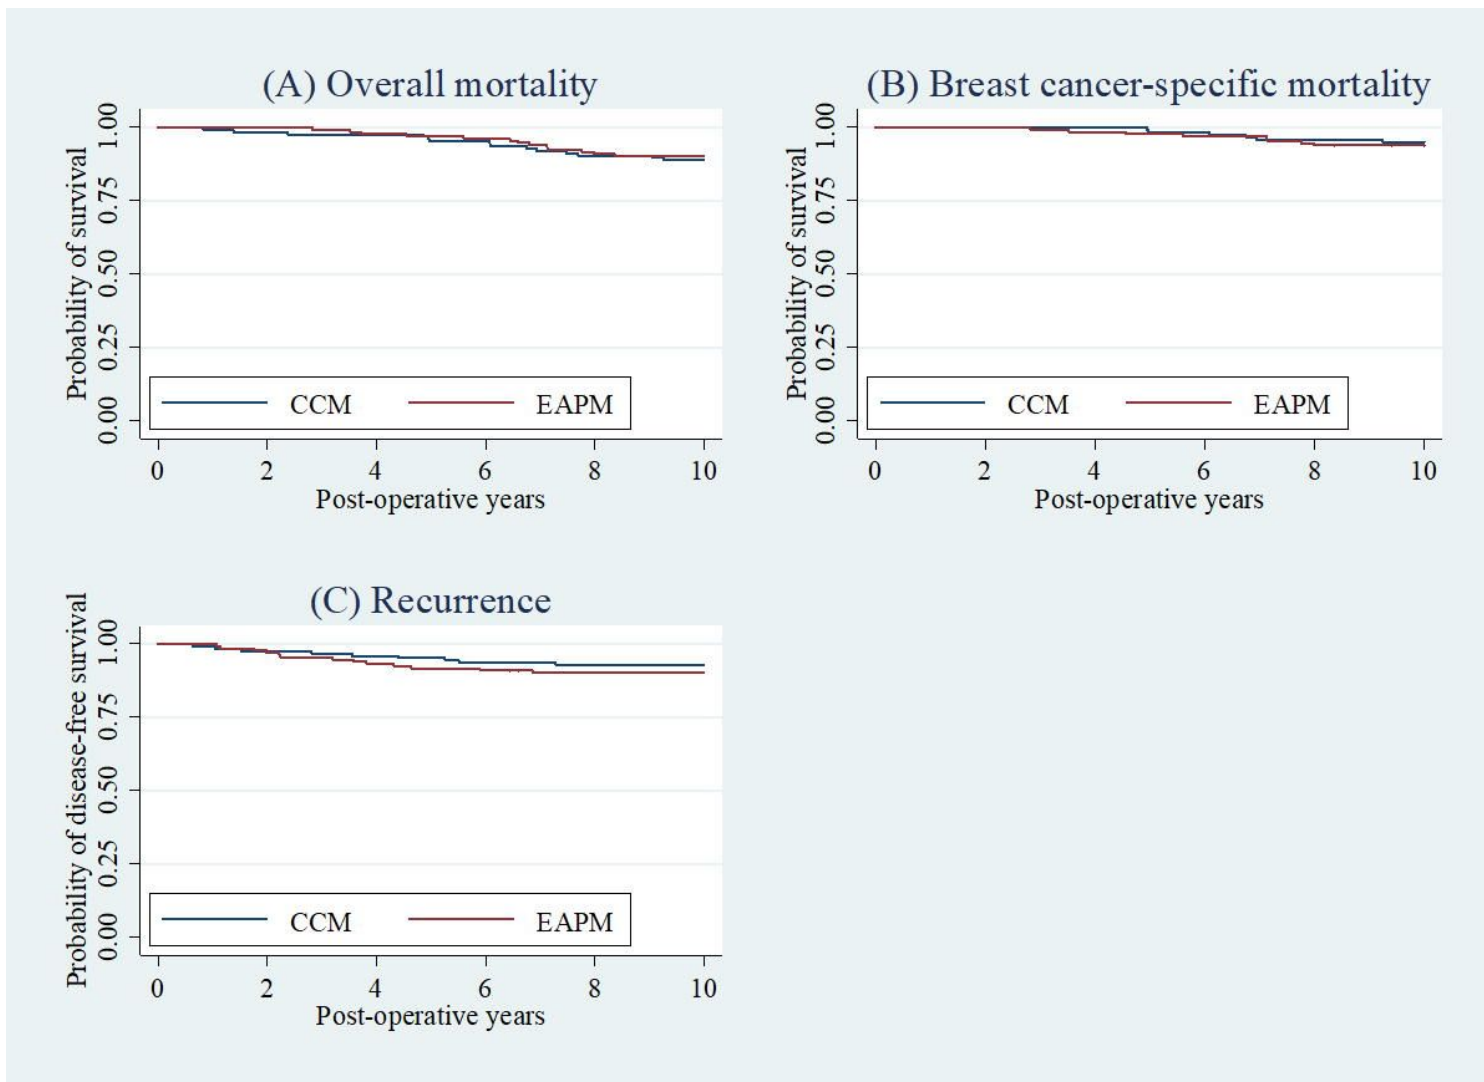 (A) Overall mortality
Probability of survival
1.00
0.75
0.50
0.25
0.00
CCM
EAPM
0 2 4 6 8 10
Post-operative years
(B) Breast cancer-specific mortality
Probability of survival
1.00
0.75
0.50
0.25
0.00
CCM
EAPM
0 2 4 6 8 10
Post-operative years
(C) Recurrence
Probability of disease-free survival
1.00
0.75
0.50
0.25
0.00
CCM
EAPM
0 2 4 6 8 10
Post-operative years